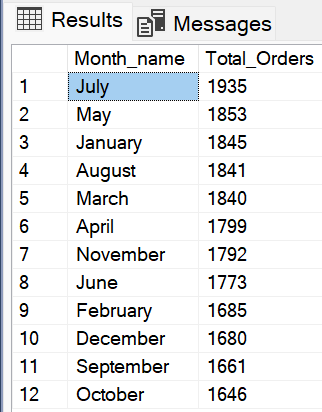 Results Messages
Month_name Total_Orders
1 July 1935
2 May 1853
3 January 1845
4 August 1841
5 March 1840
6 April 1799
7 November 1792
8 June 1773
9 February 1685
10 December 1680
11 September 1661
12 October 1646